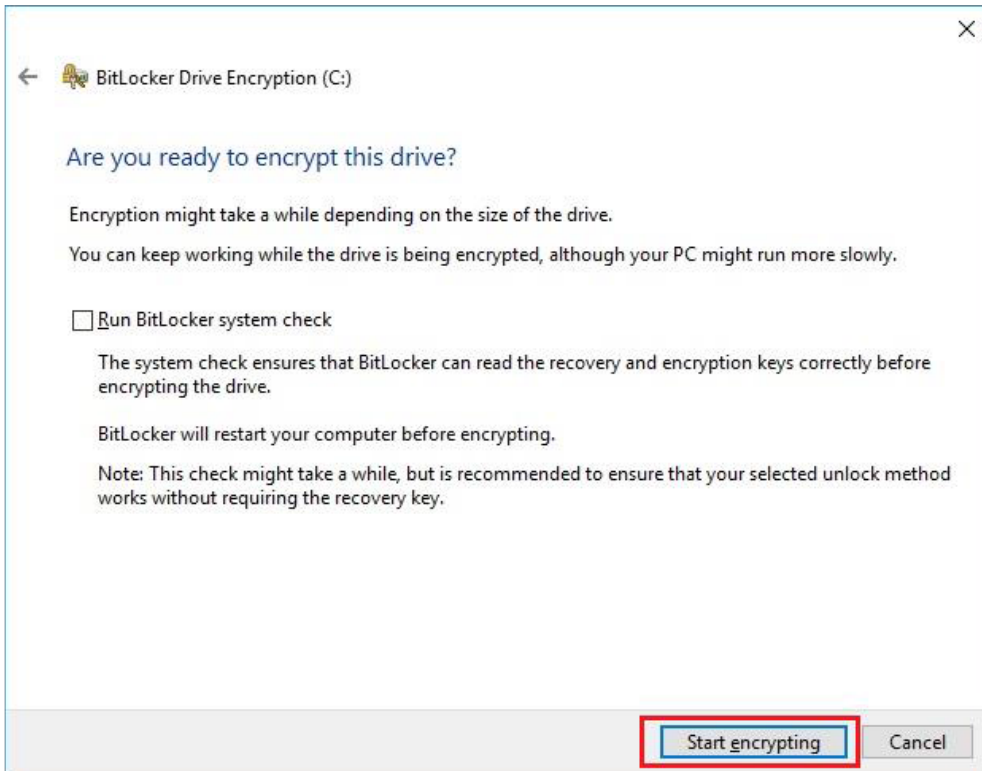 BitLocker Drive Encryption (C:)
Are you ready to encrypt this drive?
Encryption might take a while depending on the size of the drive.
You can keep working while the drive is being encrypted, although your PC might run more slowly.
Run BitLocker system check
The system check ensures that BitLocker can read the recovery and encryption keys correctly before
encrypting the drive.
BitLocker will restart your computer before encrypting.
Note: This check might take a while, but is recommended to ensure that your selected unlock method
works without requiring the recovery key.
Start encrypting
Cancel